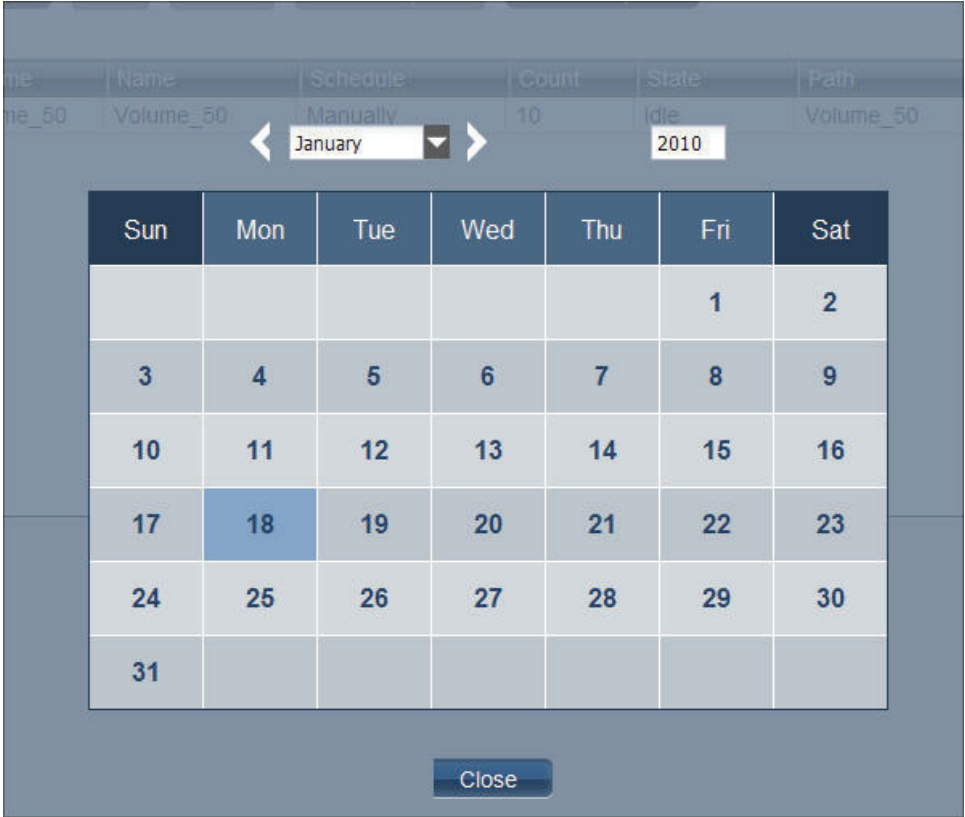 me Name Schedule Count State Path
me_50 Volume_50 Manually 10 Idle Volume_50
January 2010
Sun Mon Tue Wed Thu Fri Sat
1 2
3 4 5 6 7 8 9
10 11 12 13 14 15 16
17 18 19 20 21 22 23
24 25 26 27 28 29 30
31
Close